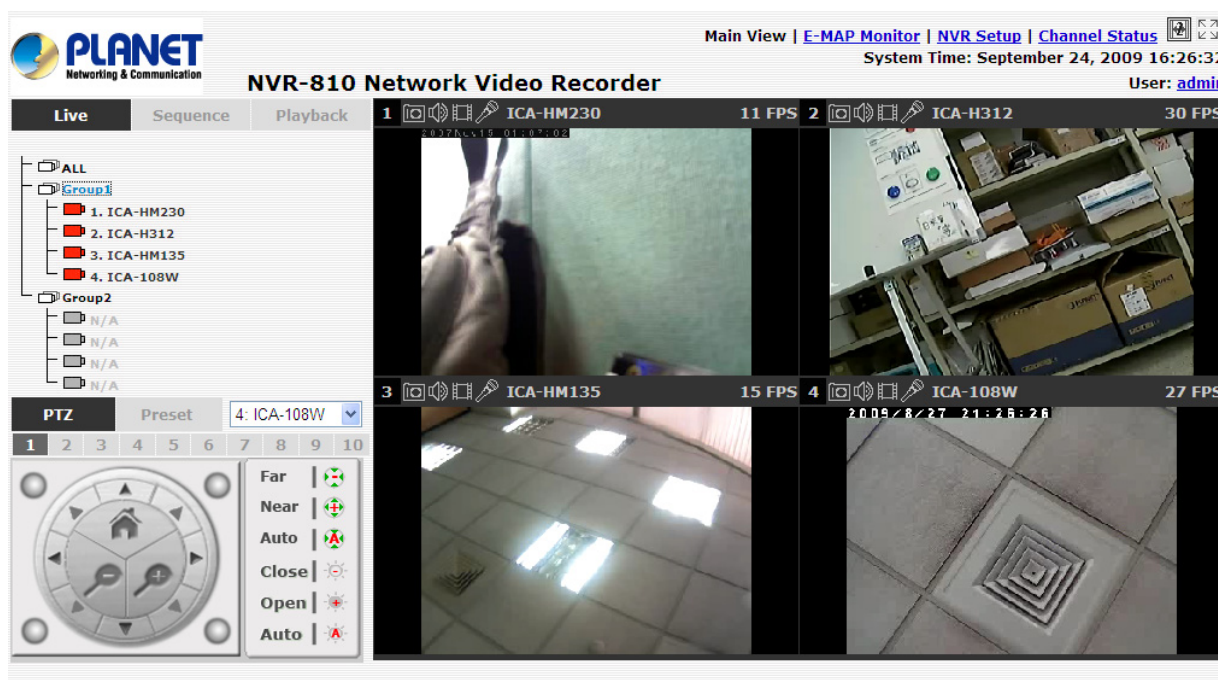 PLANET
Networking & Communication
NVR-810 Network Video Recorder
Main View | E-MAP Monitor | NVR Setup | Channel Status
System Time: September 24, 2009 16:26:32
User: admin
Live Sequence Playback
ALL
Group1
1. ICA-HM230
2. ICA-H312
3. ICA-HM135
4. ICA-108W
Group2
N/A
N/A
N/A
N/A
PTZ Preset 4: ICA-108W
1 2 3 4 5 6 7 8 9 10
Far
Near
Auto
Close
Open
Auto
1 ICA-HM230 11 FPS
2 ICA-H312 30 FPS
3 ICA-HM135 15 FPS
4 ICA-108W 27 FPS
2009/8/27 21:26:26